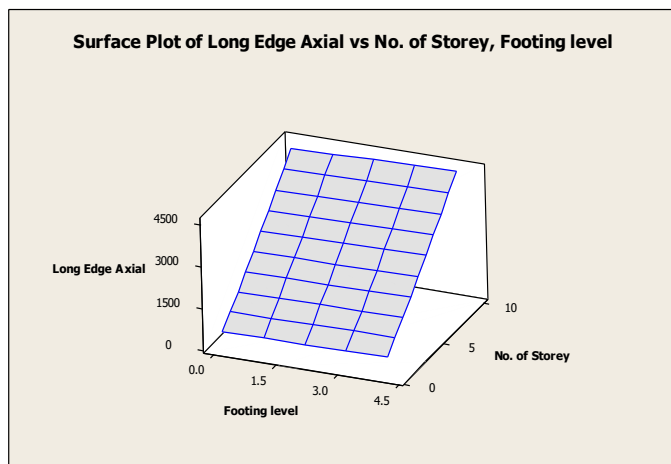 Surface Plot of Long Edge Axial vs No. of Storey, Footing level
4500
3000
Long Edge Axial
1500
0
0.0
1.5
3.0
4.5
Footing level
10
5
0
No. of Storey